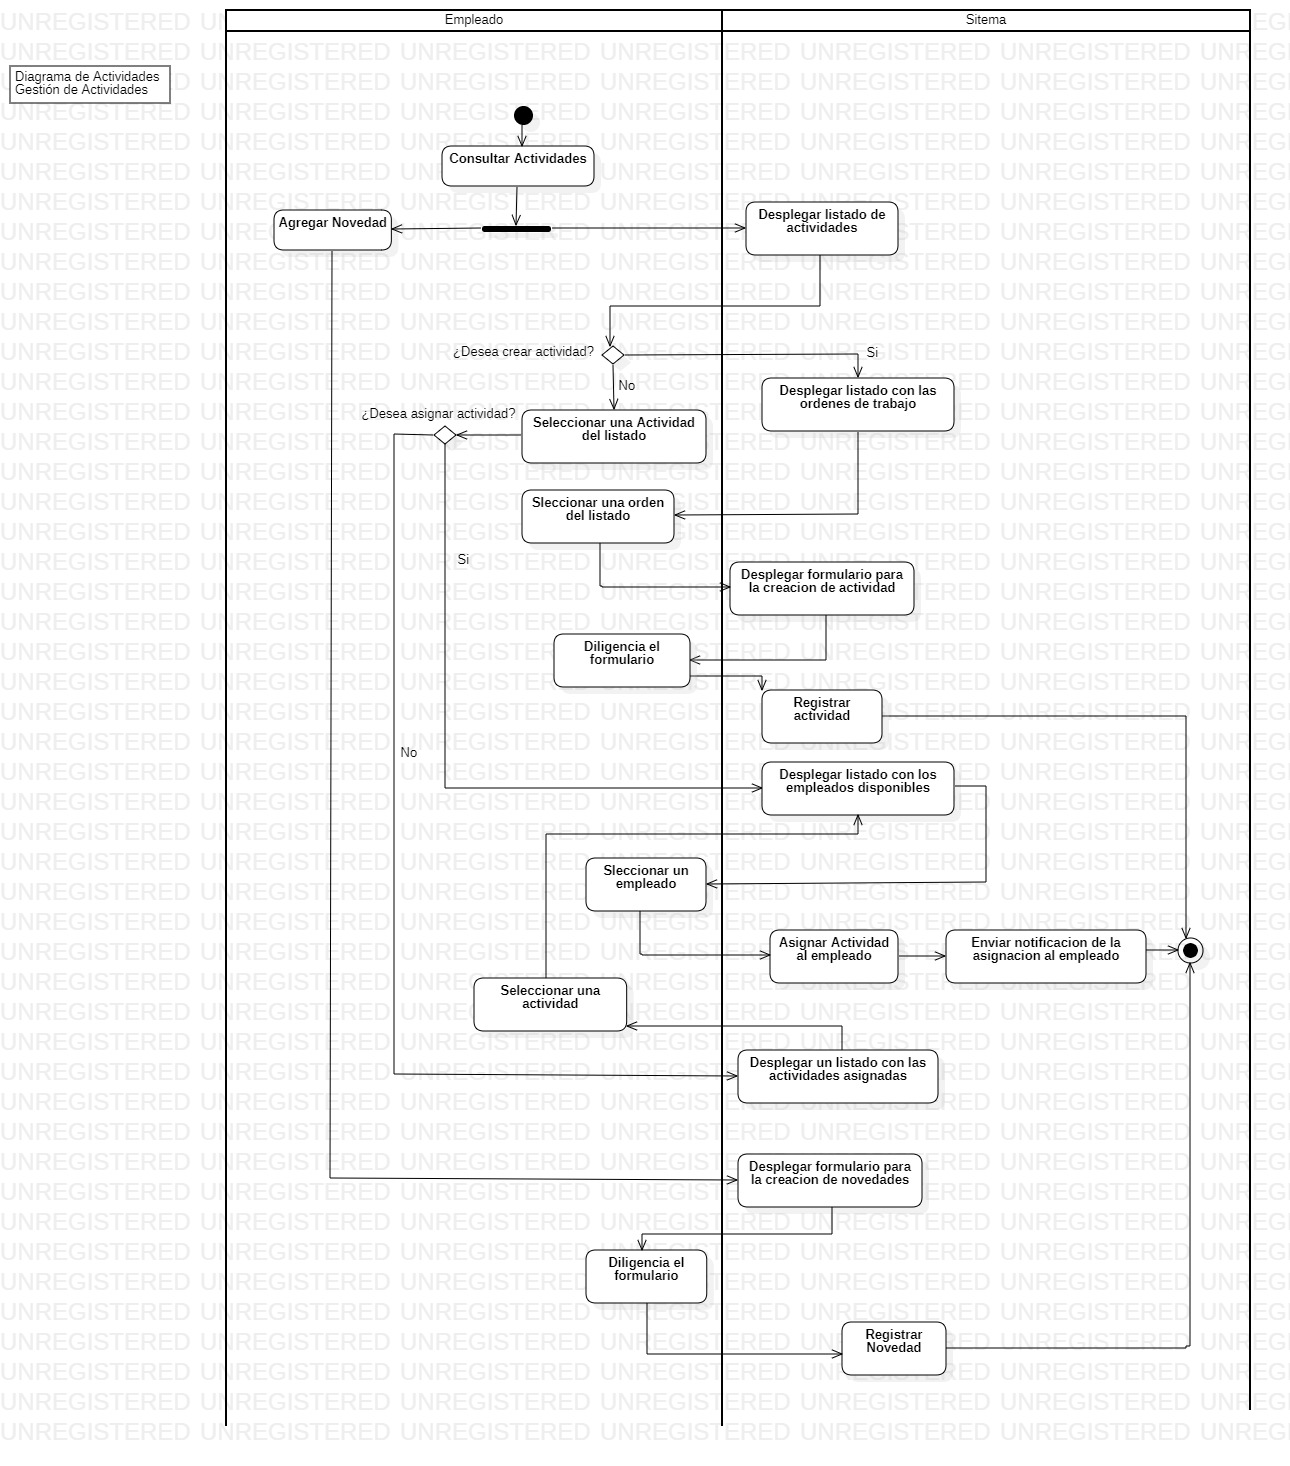 Empleado
Sitema
Diagrama de Actividades
Gestión de Actividades
Consultar Actividades
Agregar Novedad
Desplegar listado de
actividades
¿Desea crear actividad?
Si
No
Desplegar listado con las
ordenes de trabajo
¿Desea asignar actividad?
Seleccionar una Actividad
del listado
Sleccionar una orden
del listado
Si
Desplegar formulario para
la creacion de actividad
Diligencia el
formulario
Registrar
actividad
No
Desplegar listado con los
empleados disponibles
Sleccionar un
empleado
Asignar Actividad
al empleado
Enviar notificacion de la
asignacion al empleado
Seleccionar una
actividad
Desplegar un listado con las
actividades asignadas
Desplegar formulario para
la creacion de novedades
Diligencia el
formulario
Registrar
Novedad
UNREGISTERED